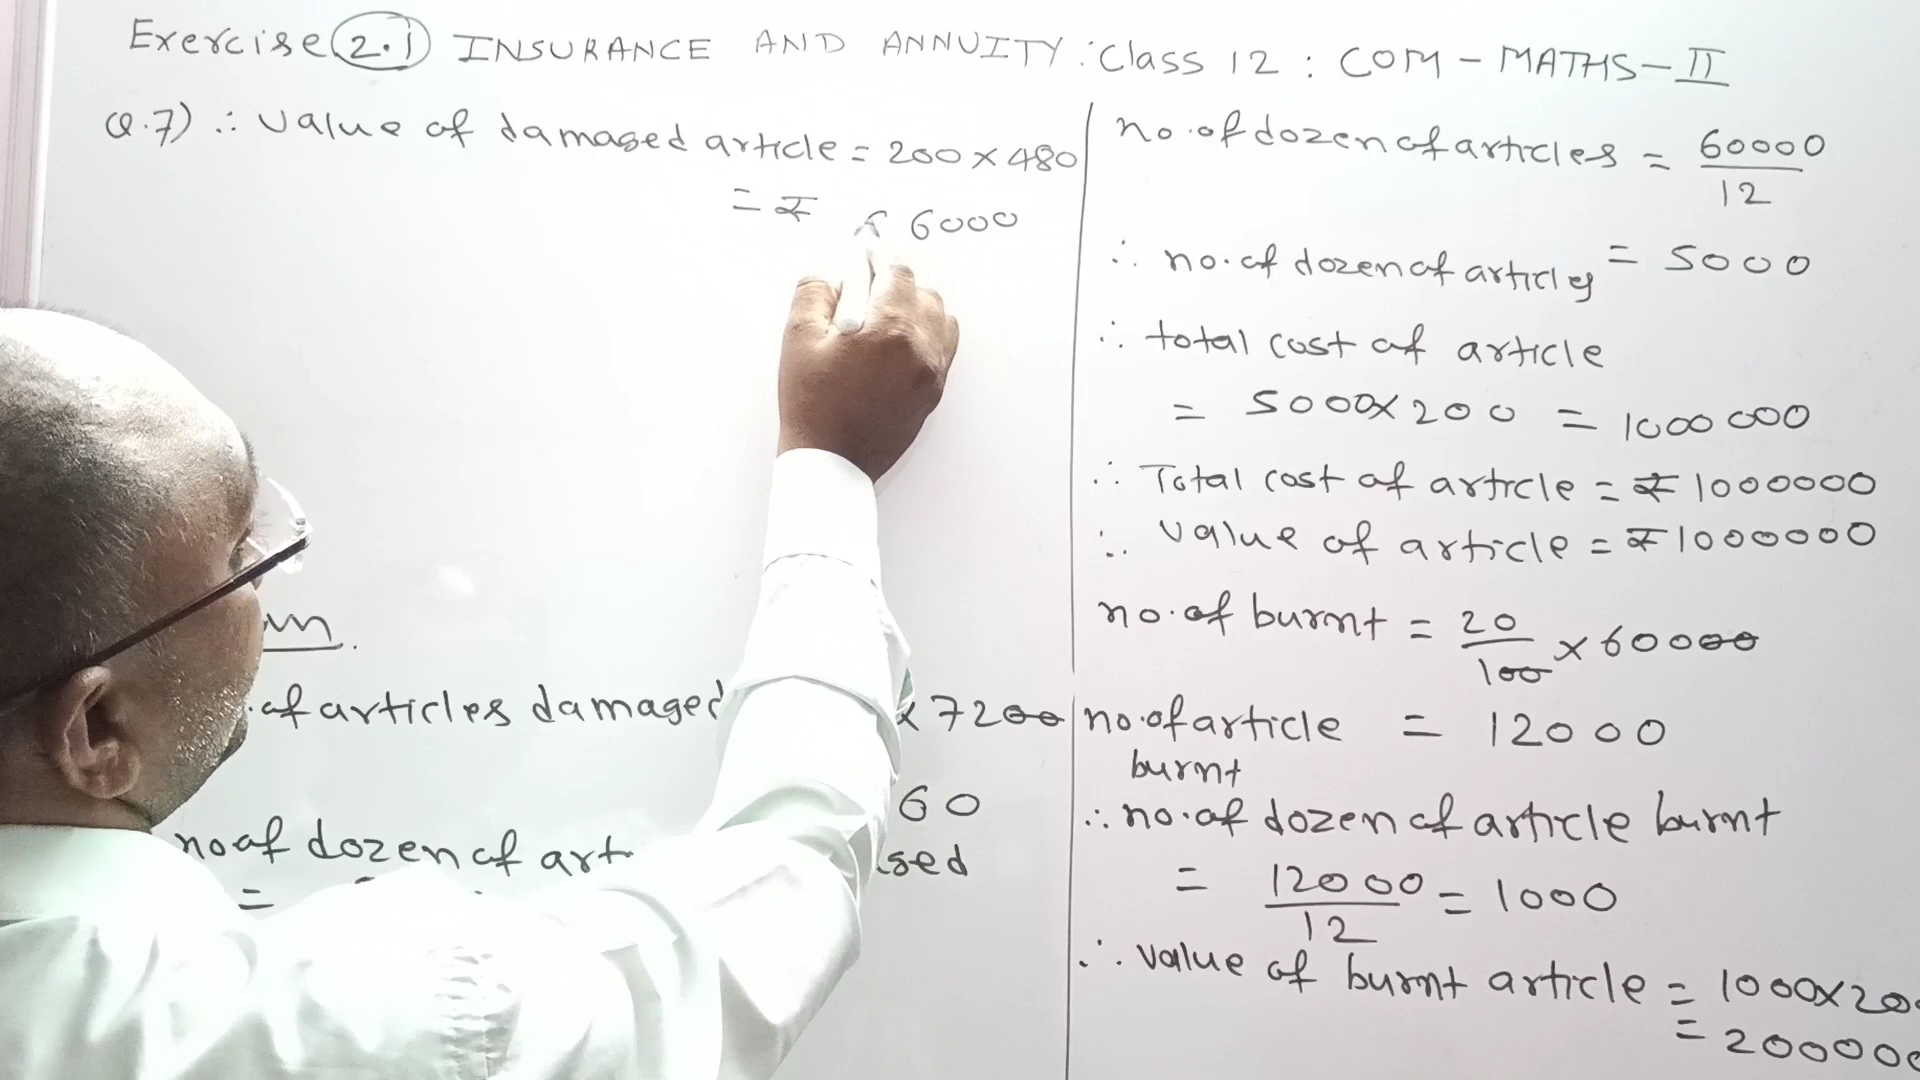 Exercise 2.1 INSURANCE AND ANNUITY : Class 12 : COM - MATHS - II
Q.7) ∴ value of damaged article = 200 × 480
= ₹ 6000
of articles damaged × 7200
60
no of dozen of art sed
=
no. of dozen of articles = 60000 / 12
∴ no. of dozen of articles = 5000
∴ total cost of article
= 5000 × 200 = 1000 000
∴ Total cost of article = ₹ 1000000
∴ value of article = ₹ 1000000
no. of burnt = 20 / 100 × 60000
no. of article burnt = 12000
∴ no. of dozen of article burnt
= 12000 / 12 = 1000
∴ value of burnt article = 1000 × 20
= 20000